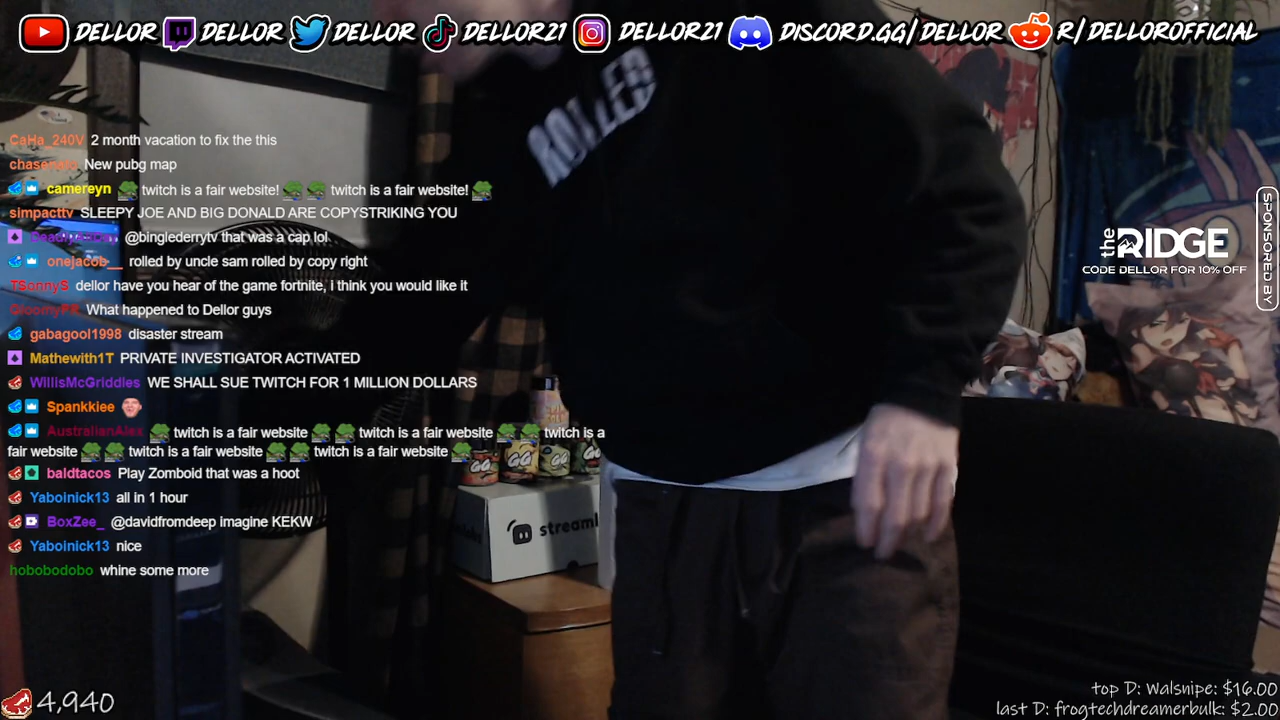 DELLOR DELLOR DELLOR DELLOR21 DELLOR21 DISCORD.GG/DELLOR R/DELLOROFFICIAL
ROLLED
CaHa_240V 2 month vacation to fix the this
New pubg map
camereyn twitch is a fair website! twitch is a fair website!
simpacttv SLEEPY JOE AND BIG DONALD ARE COPYSTRIKING YOU
@binglederrytv that was a cap lol
onejacob__ rolled by uncle sam rolled by copy right
TSonnyS dellor have you hear of the game fortnite, i think you would like it
GloomyPR What happened to Dellor guys
gabagool1998 disaster stream
Mathewith1T PRIVATE INVESTIGATOR ACTIVATED
WillisMcGriddles WE SHALL SUE TWITCH FOR 1 MILLION DOLLARS
Spankkiee
AustralianAlex twitch is a fair website twitch is a fair website twitch is a
fair website twitch is a fair website twitch is a fair website
baldtacos Play Zomboid that was a hoot
Yaboinick13 all in 1 hour
BoxZee_ @davidfromdeep imagine KEKW
Yaboinick13 nice
hobobodobo whine some more
GG GG GG
streaml
the RIDGE
CODE DELLOR FOR 10% OFF
SPONSORED BY
4,940
top D: Walsnipe: $16.00
last D: frogtechdreamerbulk: $2.00